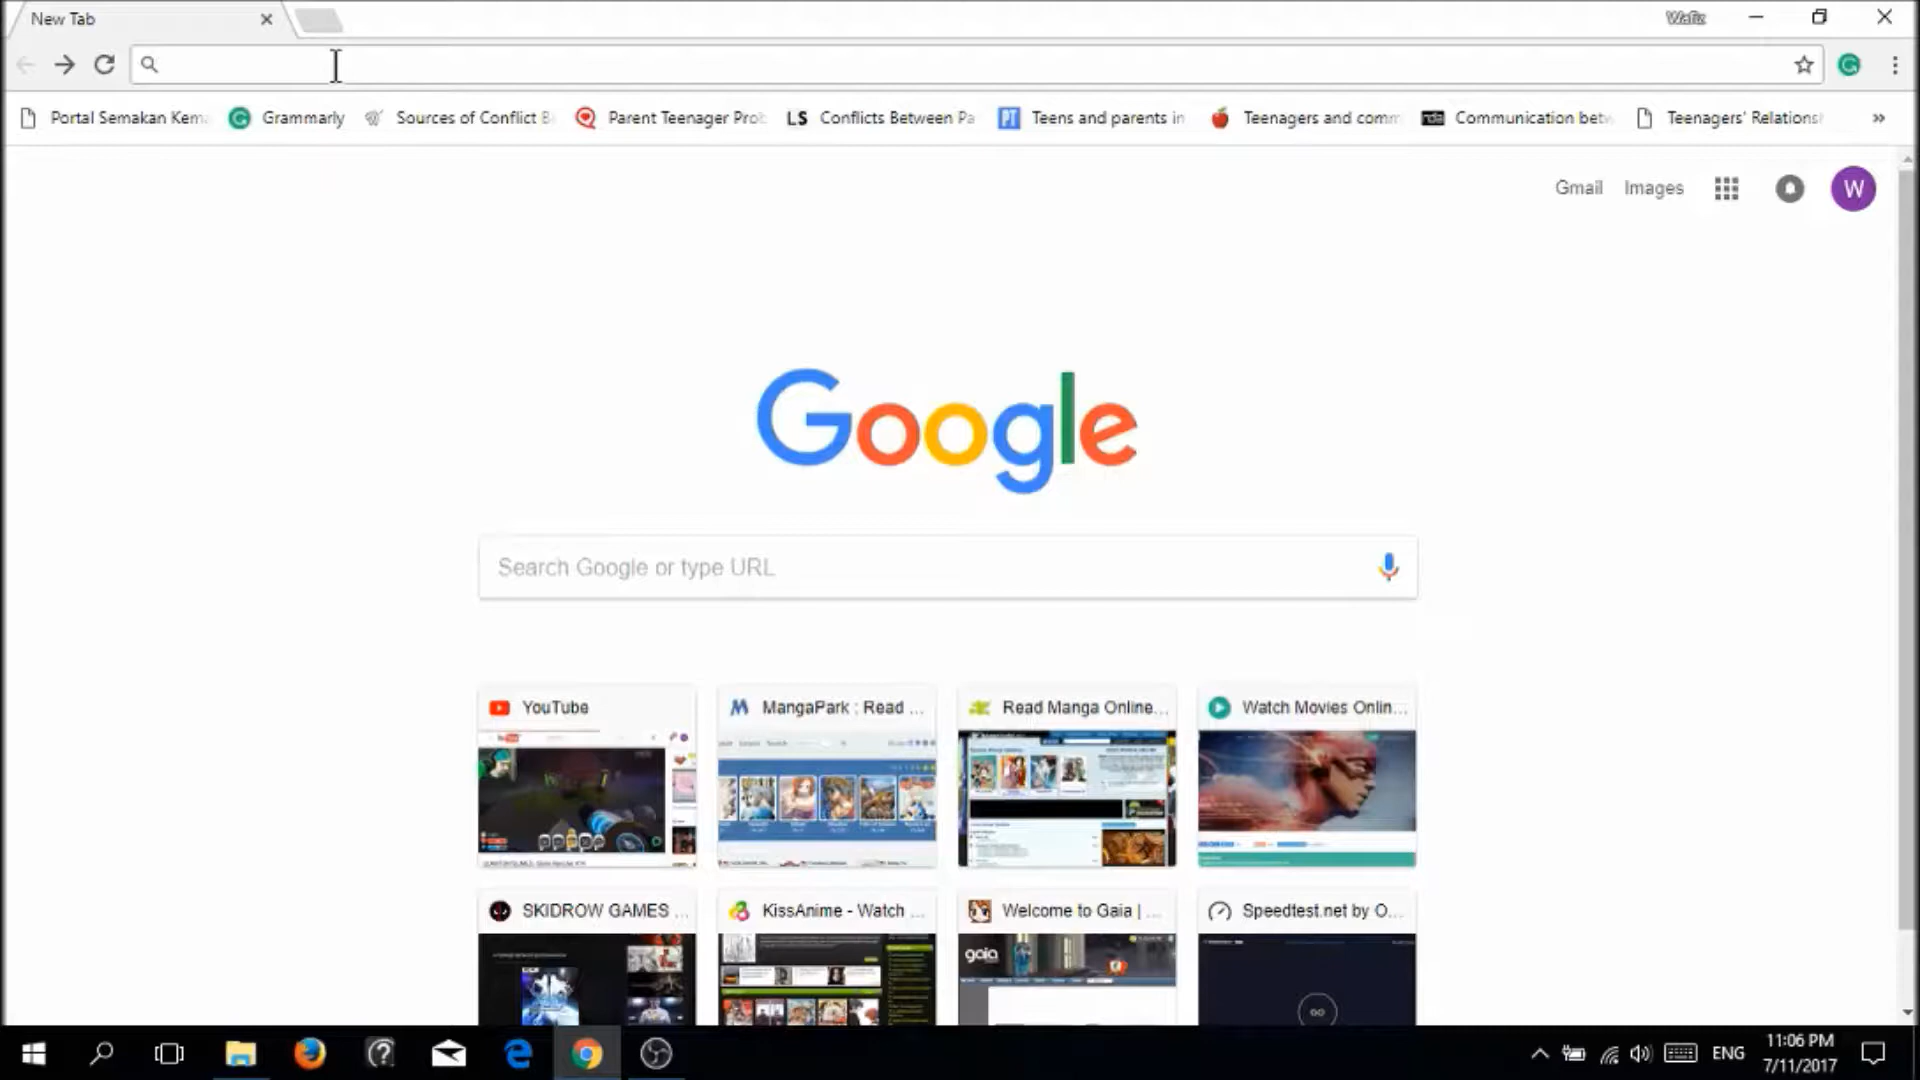 New Tab
Wafiz
Portal Semakan Kema
Grammarly
Sources of Conflict B
Parent Teenager Prob
LS Conflicts Between Pa
PT Teens and parents in
Teenagers and comm
Communication betw
Teenagers' Relations
»
Gmail
Images
W
Google
Search Google or type URL
YouTube
MangaPark : Read ...
Read Manga Online...
Watch Movies Onlin...
SKIDROW GAMES ...
KissAnime - Watch ...
Welcome to Gaia | ...
Speedtest.net by O...
gaia
ENG
11:06 PM
7/11/2017